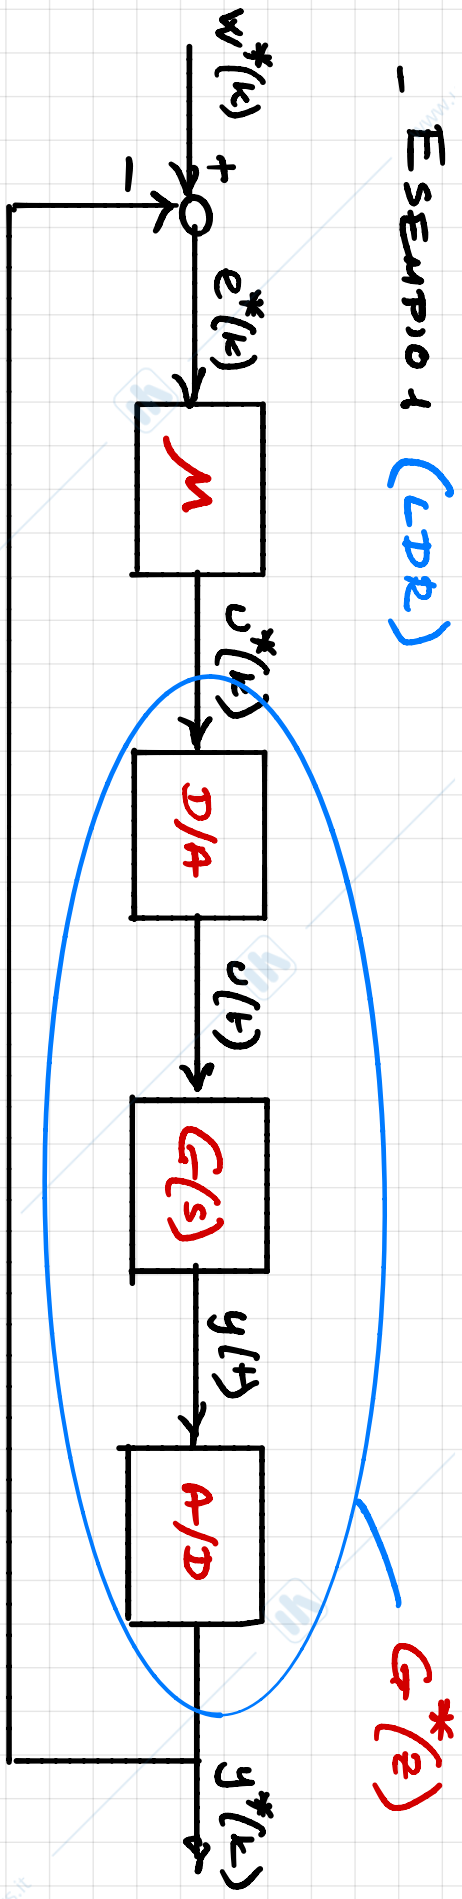 - ESEMPIO 1 (LDR)
G*(z)
w*(k)
+
-
e*(k)
μ
u*(k)
D/A
u(t)
G(s)
y(t)
A/D
y*(k)